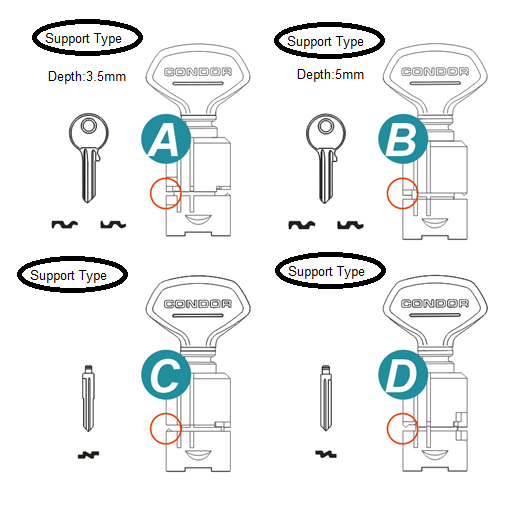 Support Type
Depth:3.5mm
CONDOR
A
Support Type
Depth:5mm
CONDOR
B
Support Type
CONDOR
C
Support Type
CONDOR
D